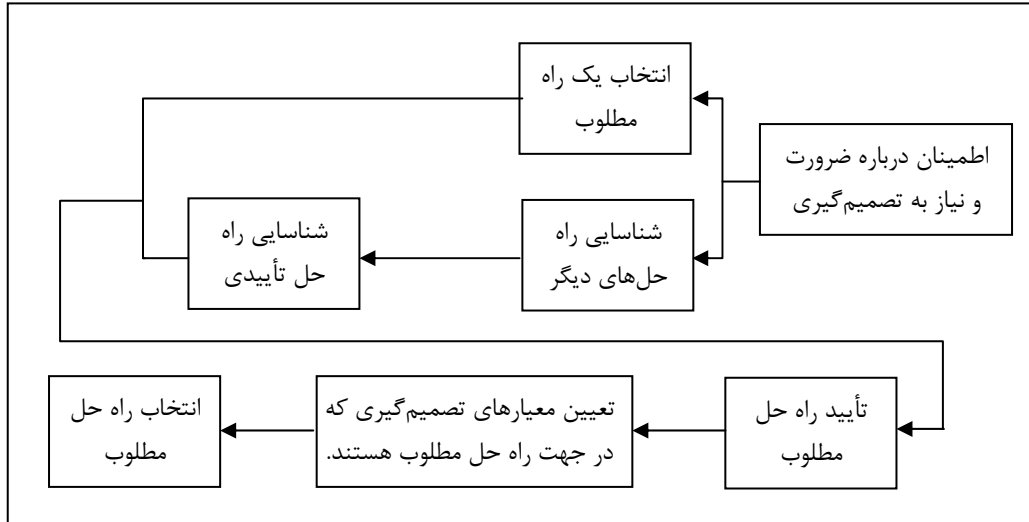 انتخاب یک راه
مطلوب
اطمینان درباره ضرورت
و نیاز به تصمیم‌گیری
شناسایی راه
حل‌های دیگر
شناسایی راه
حل تأییدی
تأیید راه حل
مطلوب
تعیین معیارهای تصمیم‌گیری که
در جهت راه حل مطلوب هستند.
انتخاب راه حل
مطلوب